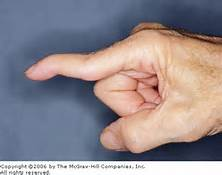 Copyright ©2006 by The McGraw-Hill Companies, Inc.
All rights reserved.